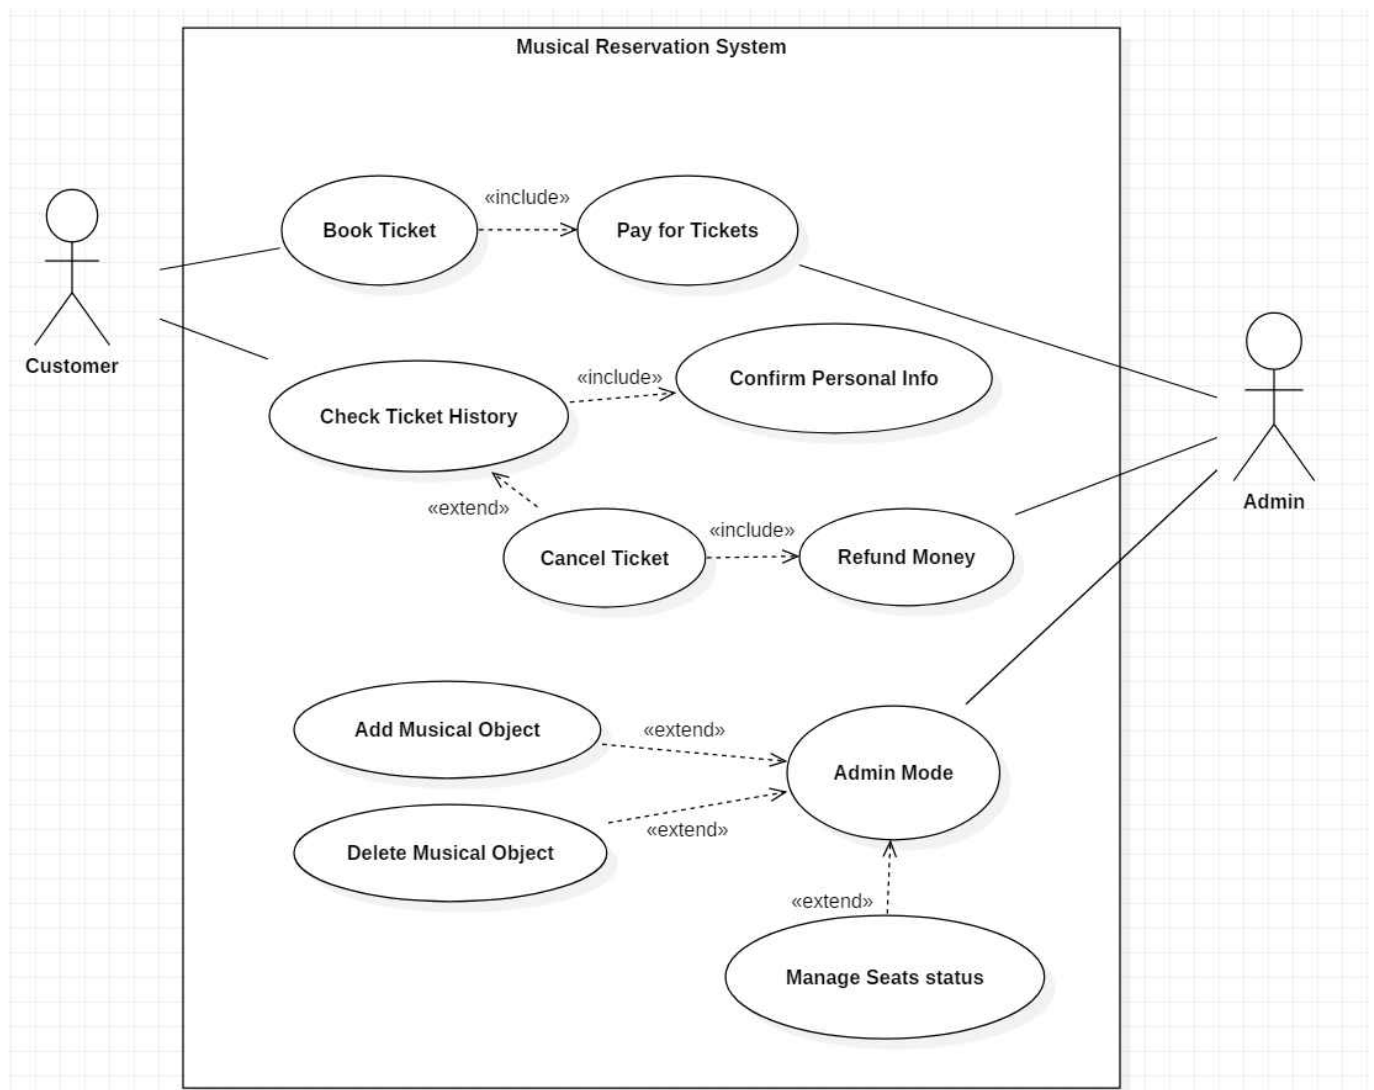 Musical Reservation System
«include»
Book Ticket
Pay for Tickets
Customer
«include»
Confirm Personal Info
Check Ticket History
«extend»
Admin
«include»
Cancel Ticket
Refund Money
Add Musical Object
«extend»
Admin Mode
«extend»
Delete Musical Object
«extend»
Manage Seats status